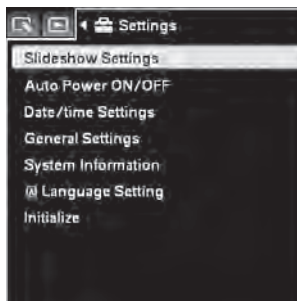 Settings
Slideshow Settings
Auto Power ON/OFF
Date/time Settings
General Settings
System Information
Language Setting
Initialize